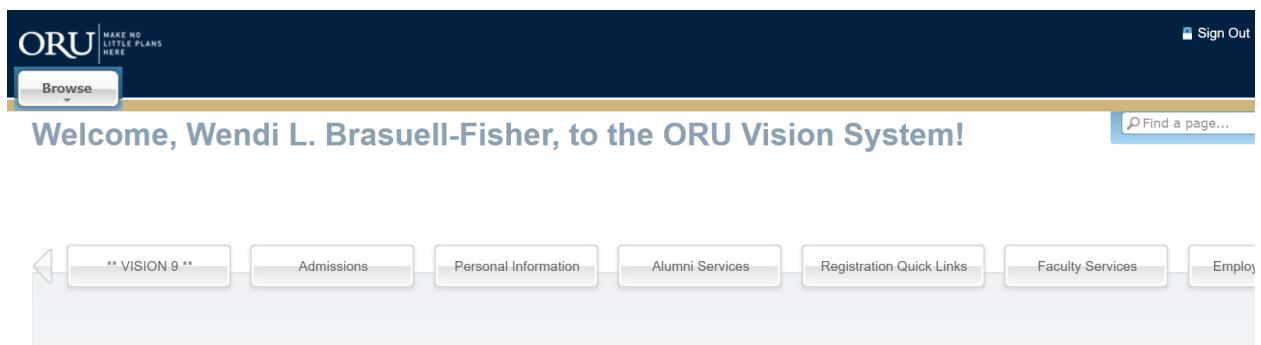 ORU
MAKE NO
LITTLE PLANS
HERE
Sign Out
Browse
Welcome, Wendi L. Brasuell-Fisher, to the ORU Vision System!
Find a page...
** VISION 9 **
Admissions
Personal Information
Alumni Services
Registration Quick Links
Faculty Services
Employ